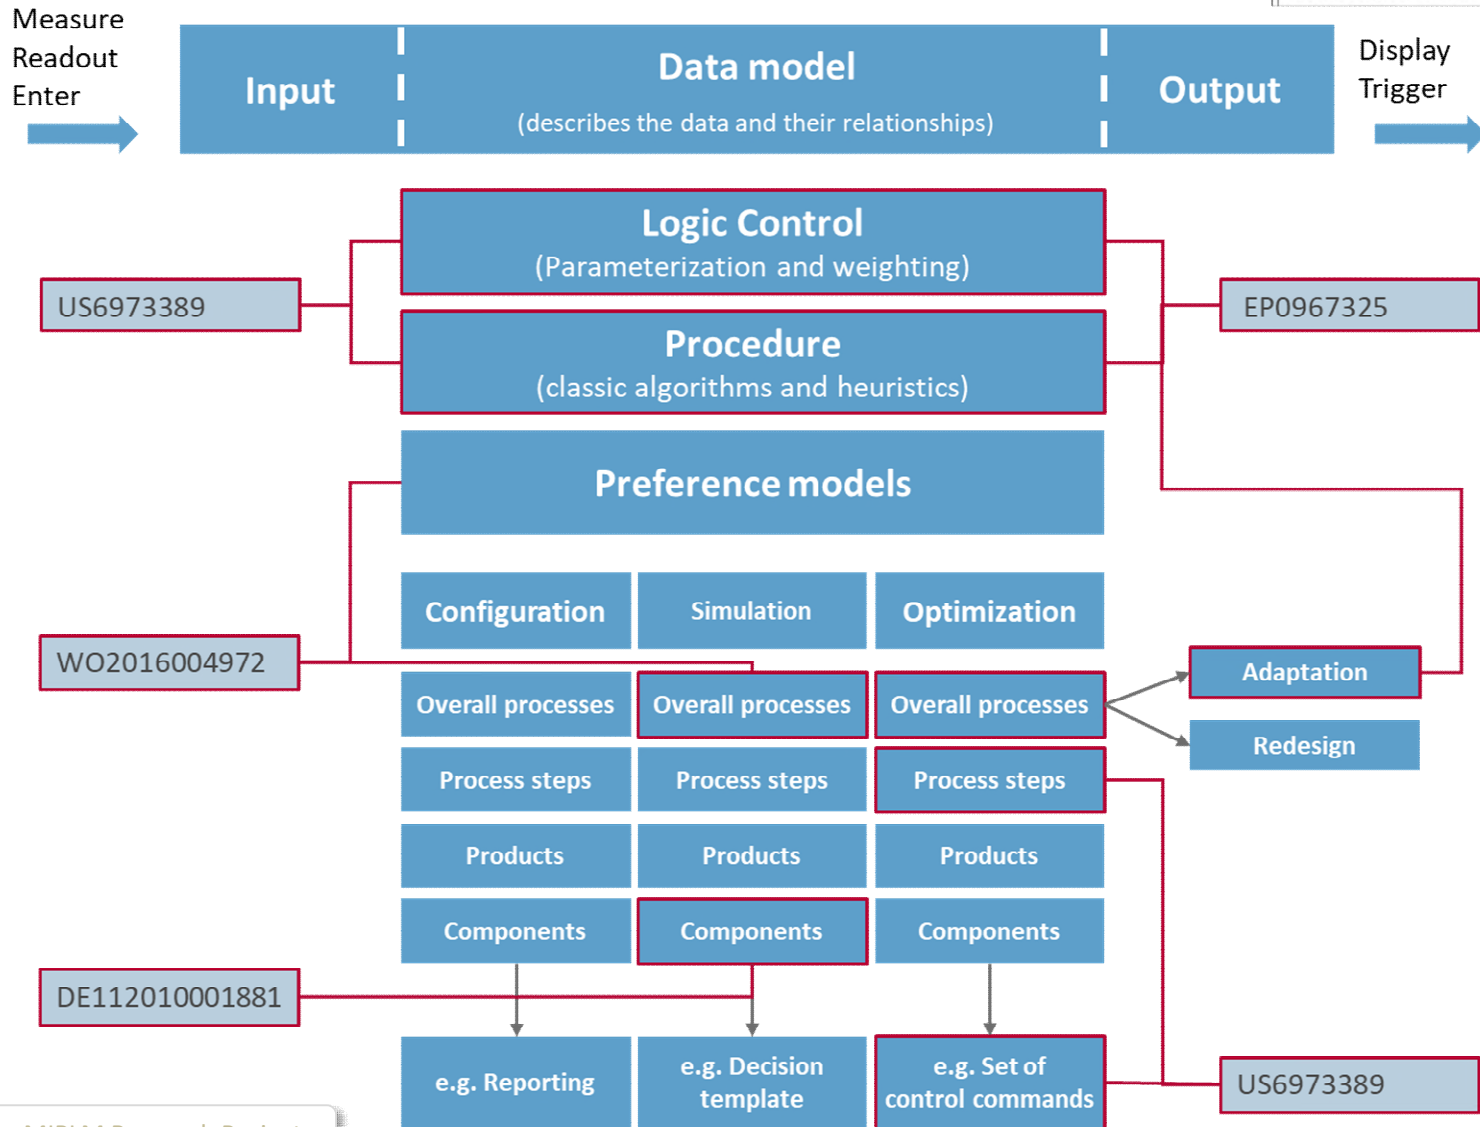 Measure
Readout
Enter
Input
Data model
(describes the data and their relationships)
Output
Display
Trigger
Logic Control
(Parameterization and weighting)
US6973389
EP0967325
Procedure
(classic algorithms and heuristics)
Preference models
Configuration
Simulation
Optimization
WO2016004972
Overall processes
Overall processes
Overall processes
Adaptation
Redesign
Process steps
Process steps
Process steps
Products
Products
Products
Components
Components
Components
DE112010001881
e.g. Reporting
e.g. Decision
template
e.g. Set of
control commands
US6973389